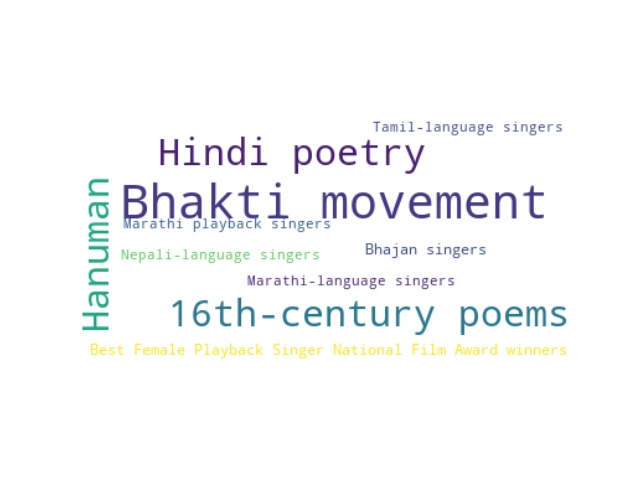 Tamil-language singers
Hindi poetry
Bhakti movement
Marathi playback singers
Hanuman
Bhajan singers
Nepali-language singers
Marathi-language singers
16th-century poems
Best Female Playback Singer National Film Award winners